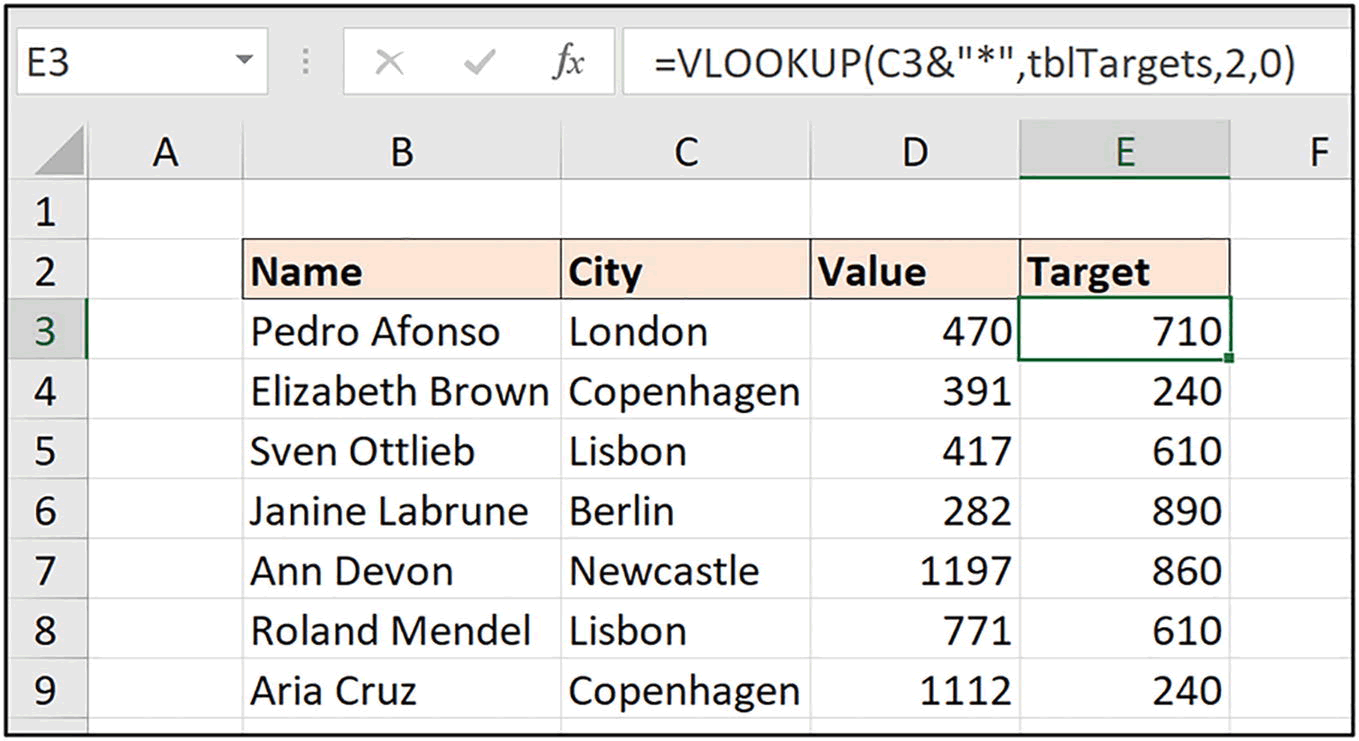 E3 fx =VLOOKUP(C3&"*",tblTargets,2,0)
A B C D E F
1
2 Name City Value Target
3 Pedro Afonso London 470 710
4 Elizabeth Brown Copenhagen 391 240
5 Sven Ottlieb Lisbon 417 610
6 Janine Labrune Berlin 282 890
7 Ann Devon Newcastle 1197 860
8 Roland Mendel Lisbon 771 610
9 Aria Cruz Copenhagen 1112 240